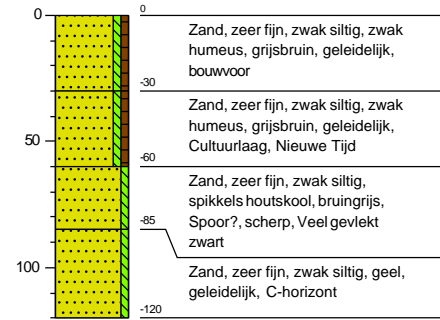 0
0
Zand, zeer fijn, zwak siltig, zwak
humeus, grijsbruin, geleidelijk,
bouwvoor
-30
Zand, zeer fijn, zwak siltig, zwak
humeus, grijsbruin, geleidelijk,
Cultuurlaag, Nieuwe Tijd
50
-60
Zand, zeer fijn, zwak siltig,
spikkels houtskool, bruingrijs,
Spoor?, scherp, Veel gevlekt
zwart
-85
Zand, zeer fijn, zwak siltig, geel,
geleidelijk, C-horizont
100
-120